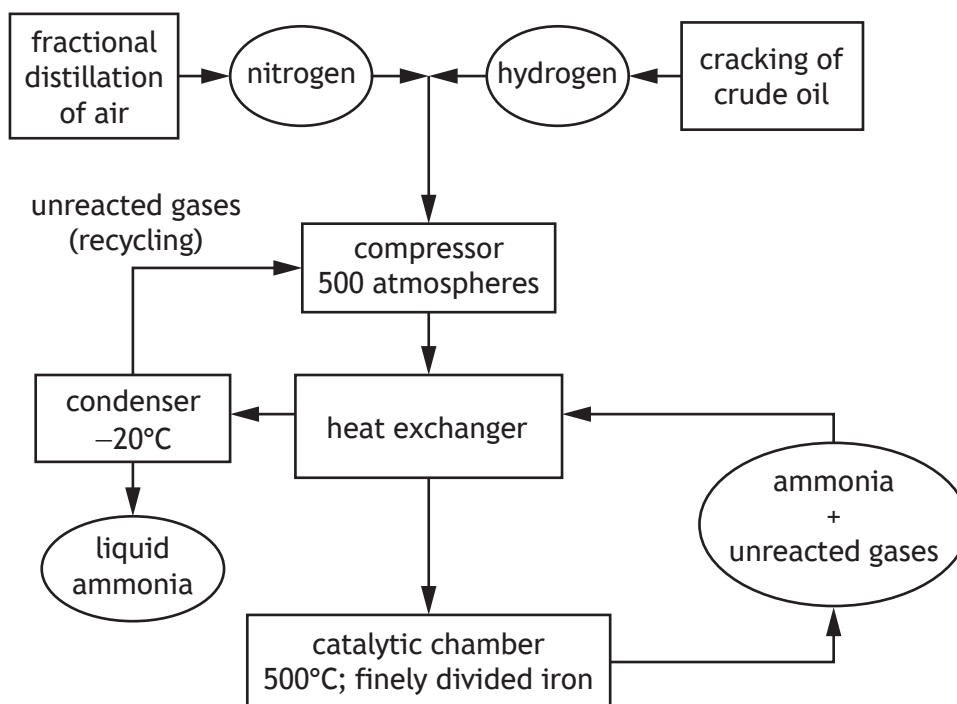 fractional
distillation
of air
nitrogen
hydrogen
cracking of
crude oil
unreacted gases
(recycling)
compressor
500 atmospheres
condenser
–20°C
heat exchanger
ammonia
+
unreacted gases
liquid
ammonia
catalytic chamber
500°C; finely divided iron